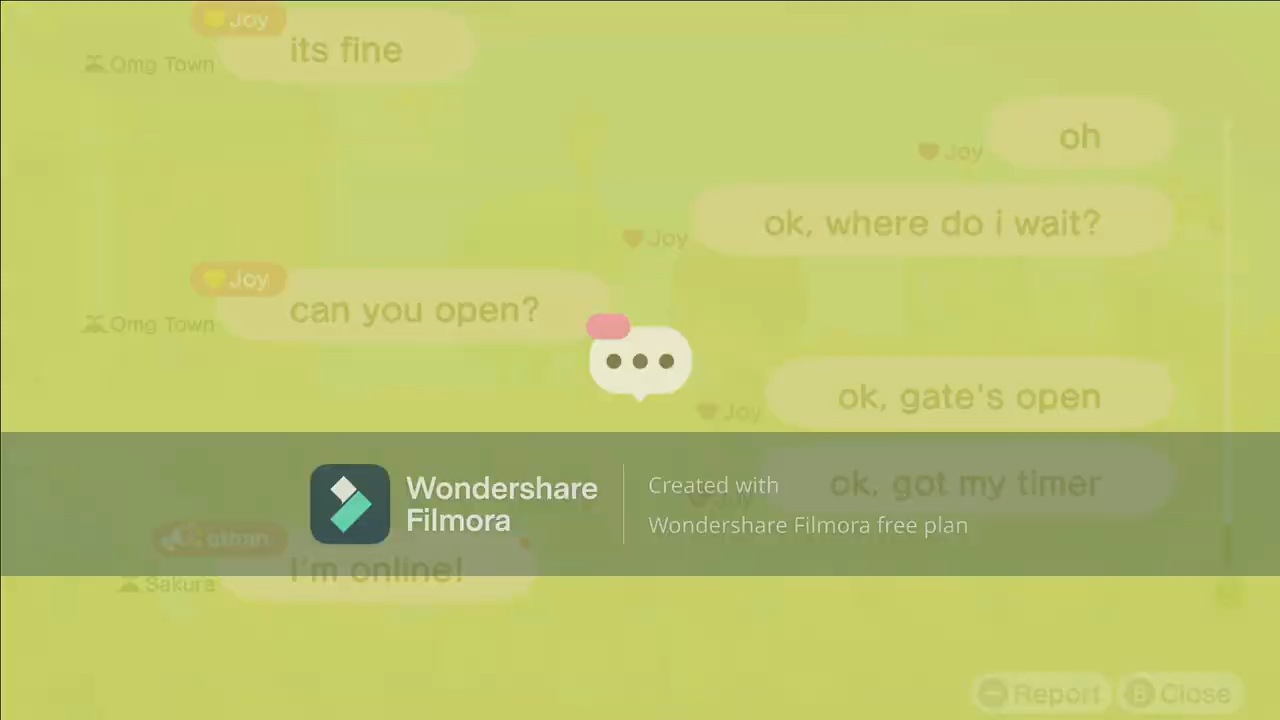 Joy
its fine
Omg Town
oh
Joy
ok, where do i wait?
Joy
Joy
can you open?
Omg Town
ok, gate's open
Joy
ok, got my timer
Joy
Wondershare
Filmora
Created with
Wondershare Filmora free plan
I'm online!
Sakura
Report
B Close